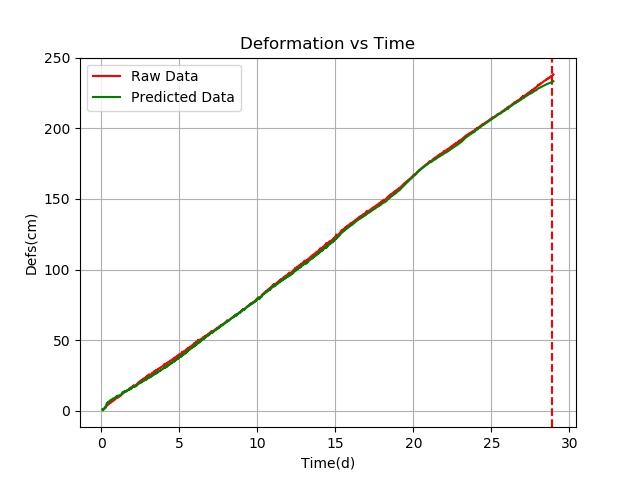 Deformation vs Time
Raw Data
Predicted Data
Defs(cm)
250
200
150
100
50
0
0 5 10 15 20 25 30
Time(d)